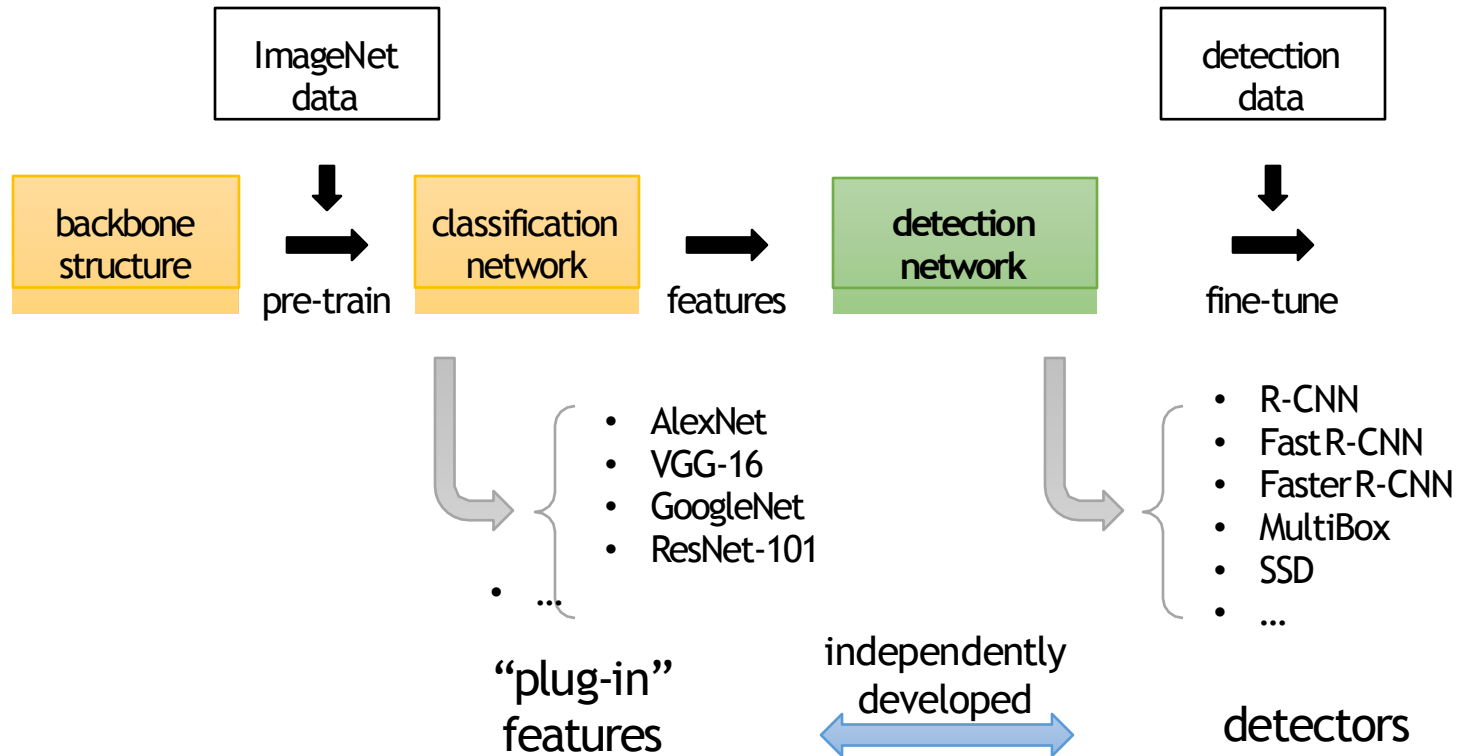 ImageNet
data
detection
data
backbone
structure
pre-train
classification
network
features
detection
network
fine-tune
• AlexNet
• VGG-16
• GoogleNet
• ResNet-101
• ...
• R-CNN
• Fast R-CNN
• Faster R-CNN
• MultiBox
• SSD
• ...
“plug-in”
features
independently
developed
detectors